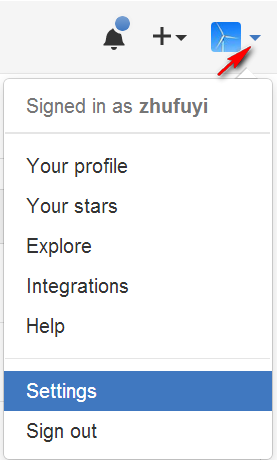 Signed in as zhufuyi
Your profile
Your stars
Explore
Integrations
Help
Settings
Sign out